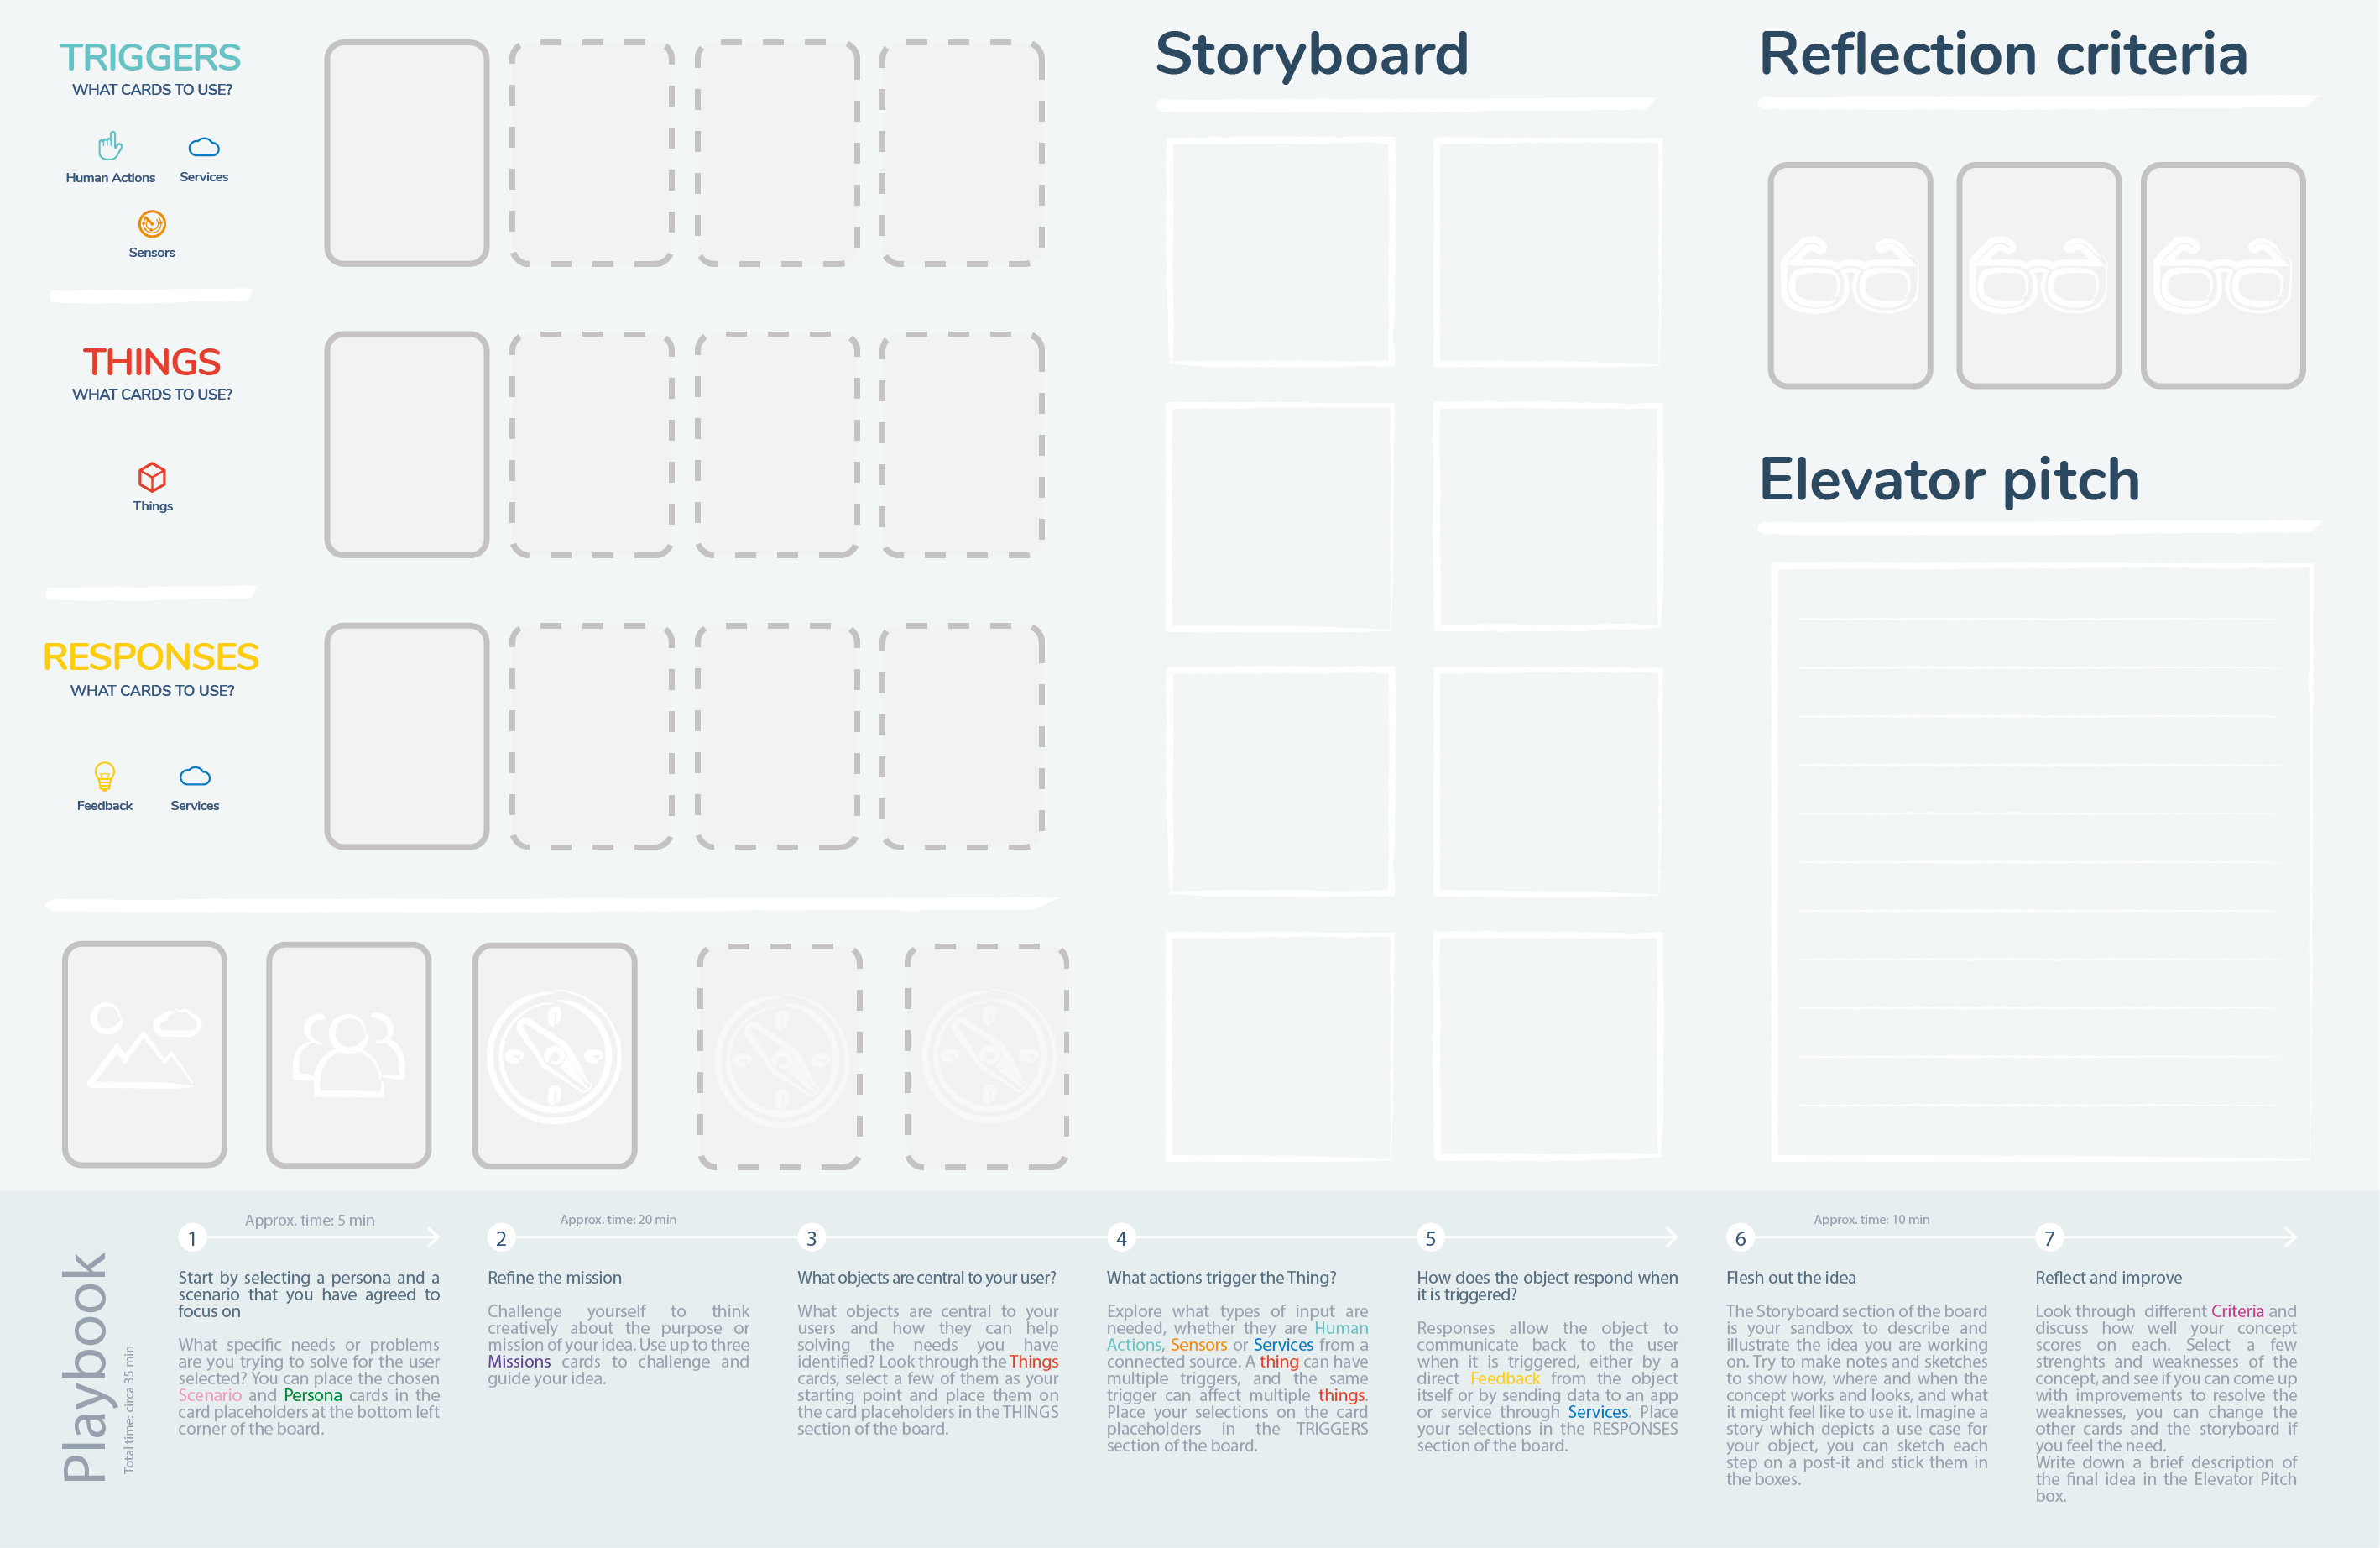 TRIGGERS
WHAT CARDS TO USE?
Human Actions
Services
Sensors
THINGS
WHAT CARDS TO USE?
Things
RESPONSES
WHAT CARDS TO USE?
Feedback
Services
Storyboard
Reflection criteria
Elevator pitch
Playbook
Total time: circa 35 min
1
Approx. time: 5 min
Start by selecting a persona and a
scenario that you have agreed to
focus on
What specific needs or problems
are you trying to solve for the user
selected? You can place the chosen
Scenario and Persona cards in the
card placeholders at the bottom left
corner of the board.
2
Approx. time: 20 min
Refine the mission
Challenge yourself to think
creatively about the purpose or
mission of your idea. Use up to three
Missions cards to challenge and
guide your idea.
3
What objects are central to your user?
What objects are central to your
users and how they can help
solving the needs you have
identified? Look through the Things
cards, select a few of them as your
starting point and place them on
the card placeholders in the THINGS
section of the board.
4
What actions trigger the Thing?
Explore what types of input are
needed, whether they are Human
Actions, Sensors or Services from a
connected source. A thing can have
multiple triggers, and the same
trigger can affect multiple things.
Place your selections on the card
placeholders in the TRIGGERS
section of the board.
5
How does the object respond when
it is triggered?
Responses allow the object to
communicate back to the user
when it is triggered, either by a
direct Feedback from the object
itself or by sending data to an app
or service through Services. Place
your selections in the RESPONSES
section of the board.
6
Approx. time: 10 min
Flesh out the idea
The Storyboard section of the board
is your sandbox to describe and
illustrate the idea you are working
on. Try to make notes and sketches
to show how, where and when the
concept works and looks, and what
it might feel like to use it. Imagine a
story which depicts a use case for
your object, you can sketch each
step on a post-it and stick them in
the boxes.
7
Reflect and improve
Look through different Criteria and
discuss how well your concept
scores on each. Select a few
strenghts and weaknesses of the
concept, and see if you can come up
with improvements to resolve the
weaknesses, you can change the
other cards and the storyboard if
you feel the need.
Write down a brief description of
the final idea in the Elevator Pitch
box.